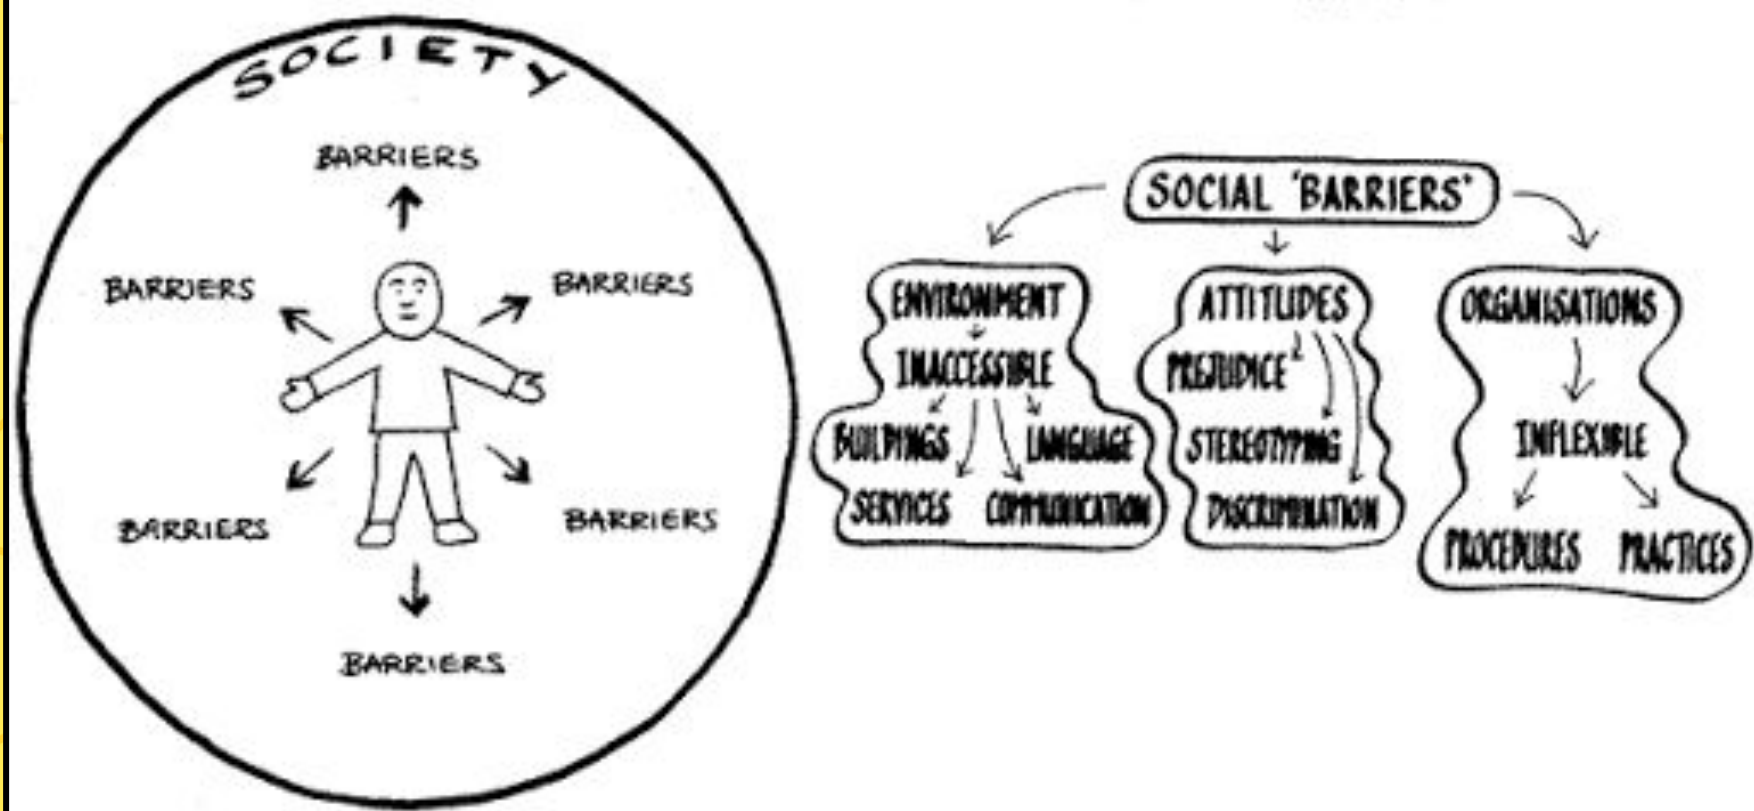 SOCIETY
BARRIERS
BARRIERS
BARRIERS
BARRIERS
BARRIERS
BARRIERS
SOCIAL 'BARRIERS'
ENVIRONMENT
INACCESSIBLE
BUILDINGS LANGUAGE
SERVICES COMMUNICATION
ATTITUDES
PREJUDICE
STEREOTYPING
DISCRIMINATION
ORGANISATIONS
INFLEXIBLE
PROCEDURES PRACTICES